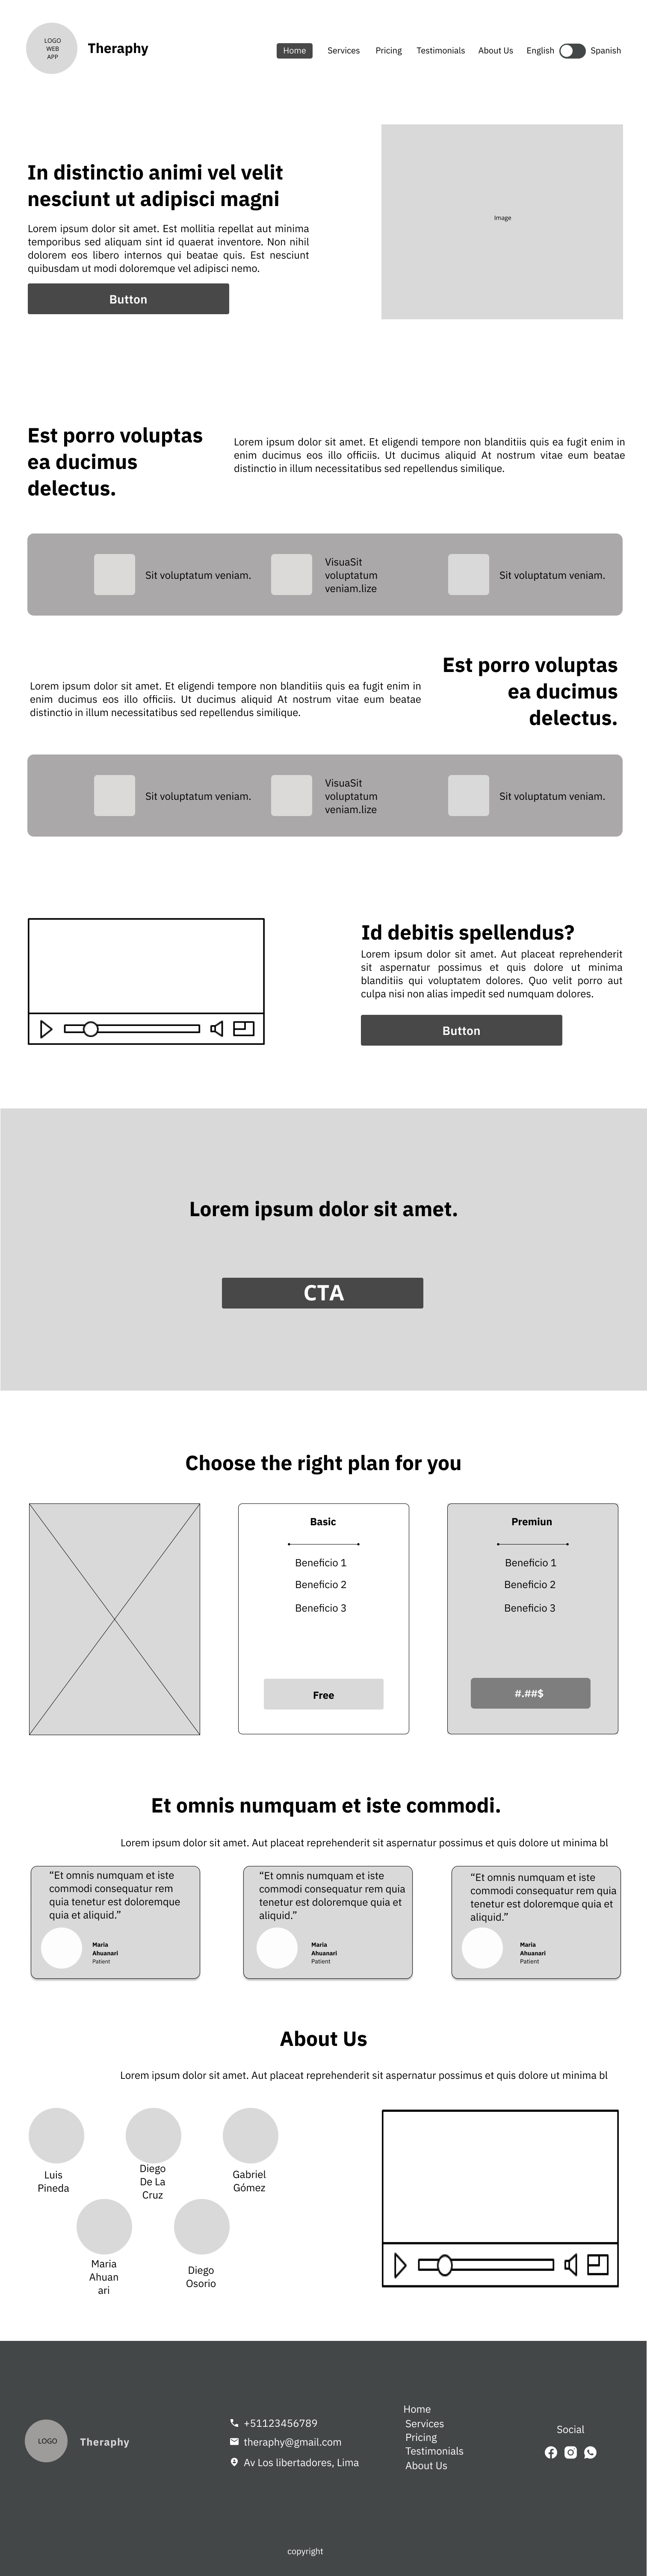 LOGO
WEB
APP
Theraphy
Home
Services
Pricing
Testimonials
About Us
English
Spanish
In distinctio animi vel velit
nesciunt ut adipisci magni
Lorem ipsum dolor sit amet. Est mollitia repellat aut minima
temporibus sed aliquam sint id quaerat inventore. Non nihil
dolorem eos libero internos qui beatae quis. Est nesciunt
quibusdam ut modi doloremque vel adipisci nemo.
Button
Image
Est porro voluptas
ea ducimus
delectus.
Lorem ipsum dolor sit amet. Et eligendi tempore non blanditiis quis ea fugit enim in
enim ducimus eos illo officiis. Ut ducimus aliquid At nostrum vitae eum beatae
distinctio in illum necessitatibus sed repellendus similique.
Sit voluptatum veniam.
VisuaSit
voluptatum
veniam.lize
Sit voluptatum veniam.
Lorem ipsum dolor sit amet. Et eligendi tempore non blanditiis quis ea fugit enim in
enim ducimus eos illo officiis. Ut ducimus aliquid At nostrum vitae eum beatae
distinctio in illum necessitatibus sed repellendus similique.
Est porro voluptas
ea ducimus
delectus.
Sit voluptatum veniam.
VisuaSit
voluptatum
veniam.lize
Sit voluptatum veniam.
Id debitis spellendus?
Lorem ipsum dolor sit amet. Aut placeat reprehenderit
sit aspernatur possimus et quis dolore ut minima
blanditiis qui voluptatem dolores. Quo velit porro aut
culpa nisi non alias impedit sed numquam dolores.
Button
Lorem ipsum dolor sit amet.
CTA
Choose the right plan for you
Basic
Beneficio 1
Beneficio 2
Beneficio 3
Free
Premiun
Beneficio 1
Beneficio 2
Beneficio 3
#.##$
Et omnis numquam et iste commodi.
Lorem ipsum dolor sit amet. Aut placeat reprehenderit sit aspernatur possimus et quis dolore ut minima bl
“Et omnis numquam et iste
commodi consequatur rem
quia tenetur est doloremque
quia et aliquid.”
Maria
Ahuanari
Patient
“Et omnis numquam et iste
commodi consequatur rem quia
tenetur est doloremque quia et
aliquid.”
Maria
Ahuanari
Patient
“Et omnis numquam et iste
commodi consequatur rem quia
tenetur est doloremque quia et
aliquid.”
Maria
Ahuanari
Patient
About Us
Lorem ipsum dolor sit amet. Aut placeat reprehenderit sit aspernatur possimus et quis dolore ut minima bl
Luis
Pineda
Diego
De La
Cruz
Gabriel
Gómez
Maria
Ahuan
ari
Diego
Osorio
LOGO
Theraphy
+51123456789
theraphy@gmail.com
Av Los libertadores, Lima
Home
Services
Pricing
Testimonials
About Us
Social
copyright